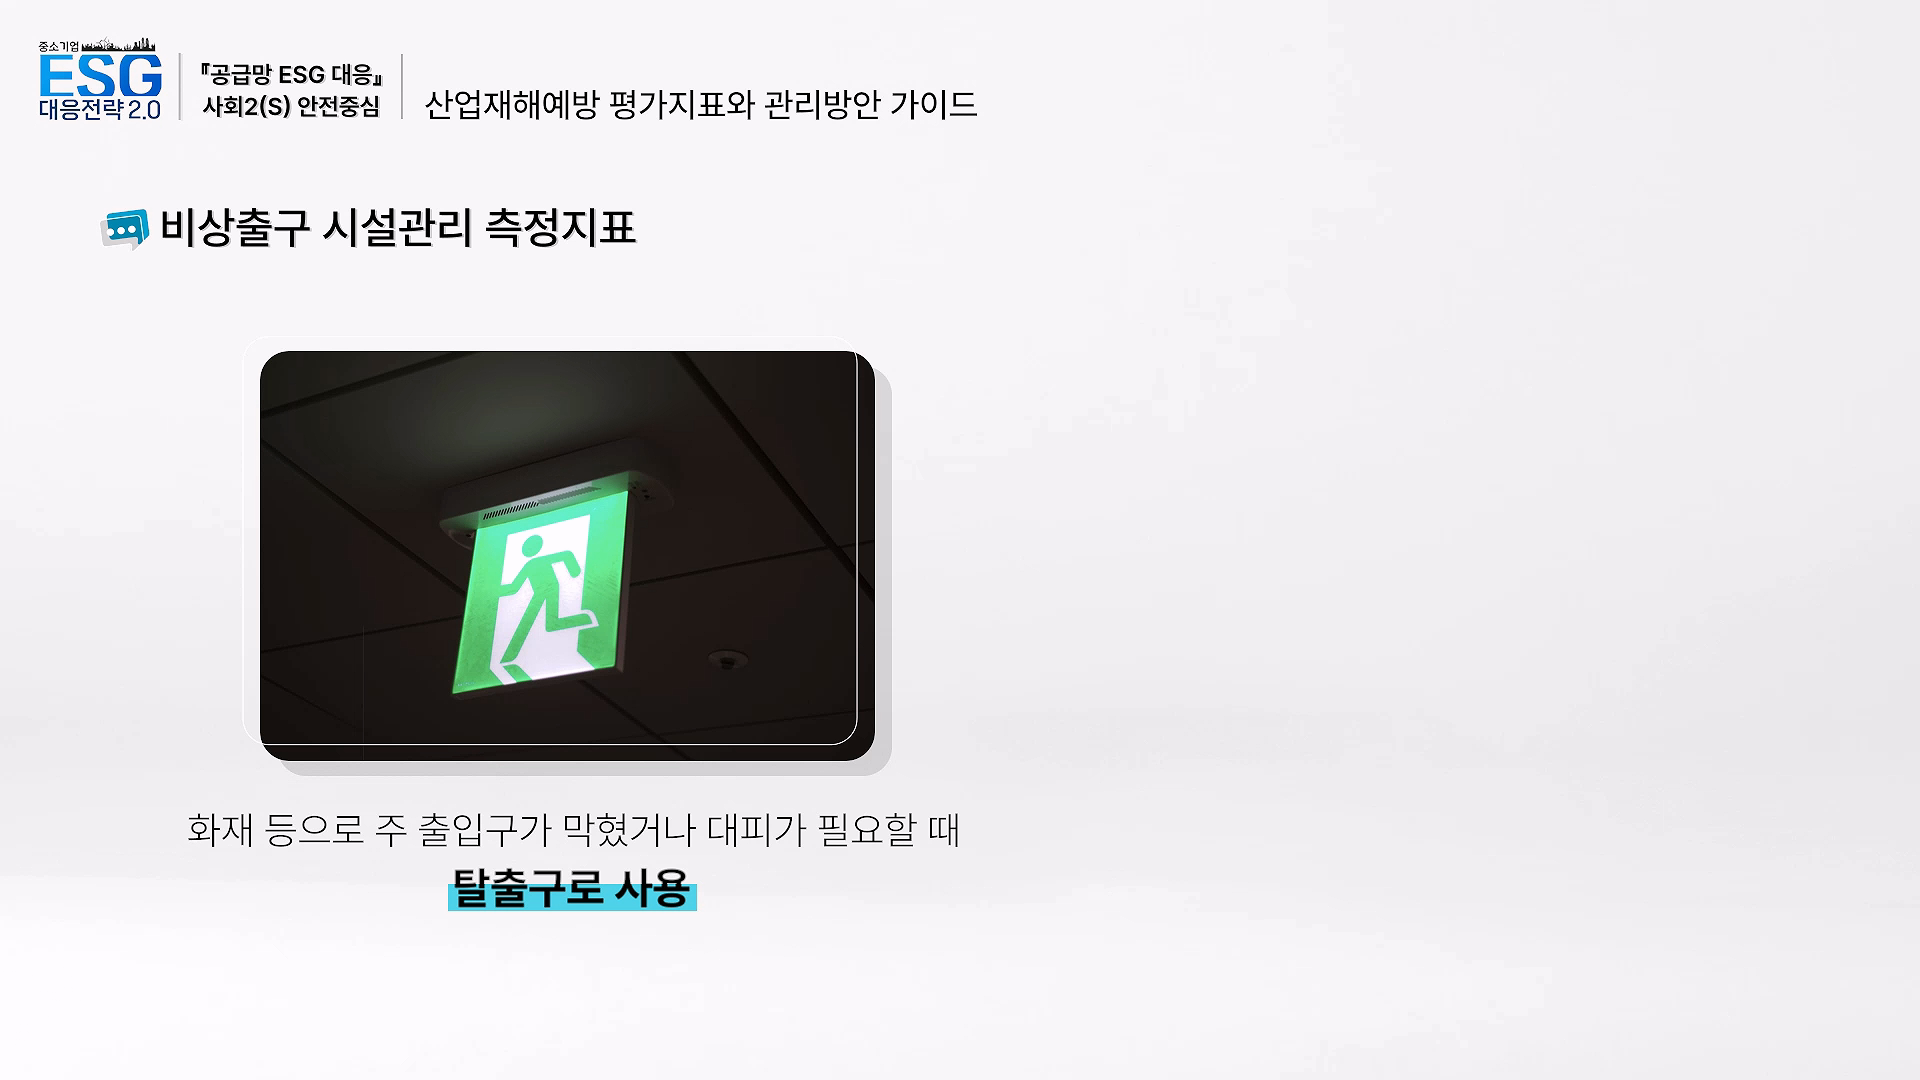 중소기업
ESG
대응전략 2.0
『공급망 ESG 대응』
사회2(S) 안전중심
산업재해예방 평가지표와 관리방안 가이드
비상출구 시설관리 측정지표
화재 등으로 주 출입구가 막혔거나 대피가 필요할 때
탈출구로 사용